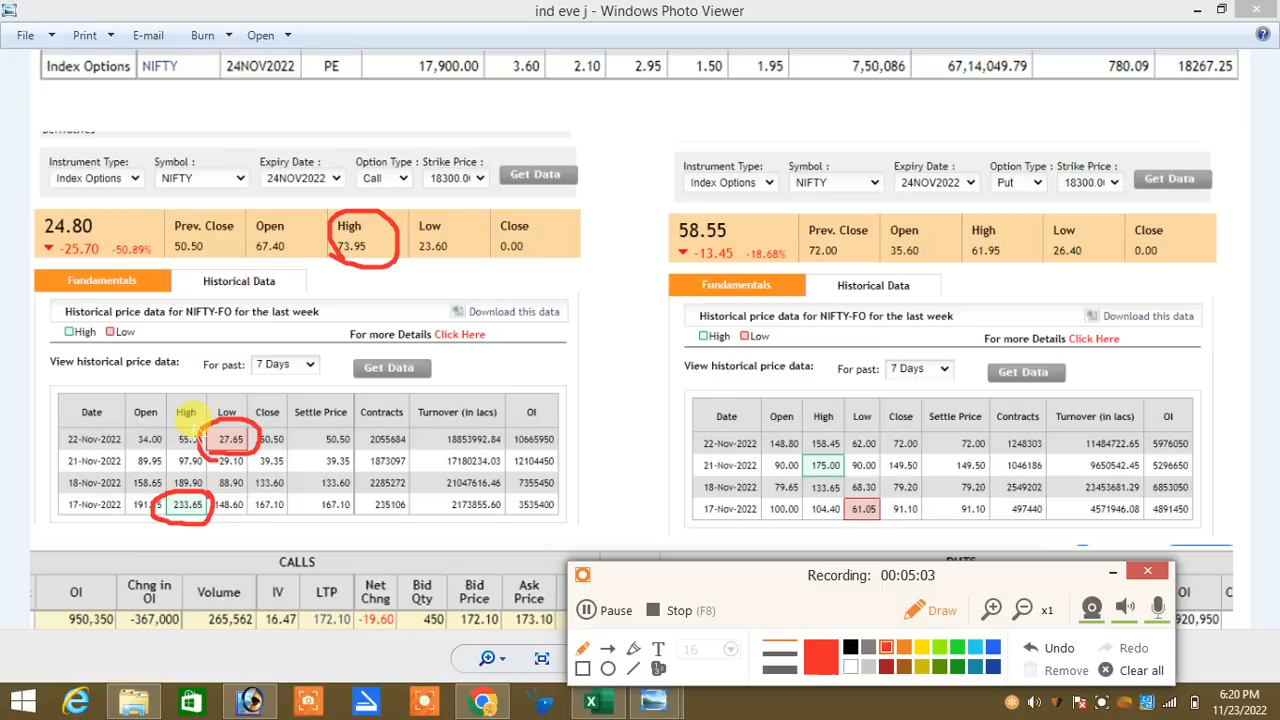 ind eve j - Windows Photo Viewer
File Print E-mail Burn Open
Index Options NIFTY 24NOV2022 PE 17,900.00 3.60 2.10 2.95 1.50 1.95 7,50,086 67,14,049.79 780.09 18267.25
Derivatives
Instrument Type: Symbol : Expiry Date : Option Type : Strike Price :
Index Options NIFTY 24NOV2022 Call 18300.0 Get Data
24.80 Prev. Close Open High Low Close
-25.70 -50.89% 50.50 67.40 73.95 23.60 0.00
Fundamentals Historical Data
Historical price data for NIFTY-FO for the last week Download this data
High Low For more Details Click Here
View historical price data: For past: 7 Days Get Data
Date Open High Low Close Settle Price Contracts Turnover (in lacs) OI
22-Nov-2022 34.00 27.65 50.50 50.50 2055684 18853992.84 10665950
21-Nov-2022 89.95 97.90 29.10 39.35 39.35 1873097 17180234.03 12104450
18-Nov-2022 158.65 189.90 88.90 133.60 133.60 2285272 21047616.46 7355450
17-Nov-2022 233.65 148.60 167.10 167.10 235106 2173855.60 3535400
Instrument Type: Symbol : Expiry Date : Option Type : Strike Price :
Index Options NIFTY 24NOV2022 Put 18300.0 Get Data
58.55 Prev. Close Open High Low Close
-13.45 -18.68% 72.00 35.60 61.95 26.40 0.00
Fundamentals Historical Data
Historical price data for NIFTY-FO for the last week Download this data
High Low For more Details Click Here
View historical price data: For past: 7 Days Get Data
Date Open High Low Close Settle Price Contracts Turnover (in lacs) OI
22-Nov-2022 148.80 158.45 62.00 72.00 72.00 1248303 11484722.65 5976050
21-Nov-2022 90.00 175.00 90.00 149.50 149.50 1046186 9650542.45 5296650
18-Nov-2022 79.65 133.65 68.30 79.20 79.20 2549202 23453681.29 6853050
17-Nov-2022 100.00 104.40 61.05 91.10 91.10 497440 4571946.08 4891450
CALLS
OI Chng in OI Volume IV LTP Net Chng Bid Qty Bid Price Ask Price OI
950,350 -367,000 265,562 16.47 172.10 -19.60 450 172.10 173.10 920,950
Recording: 00:05:03
Pause Stop (F8) Draw x1
T 16 Undo Redo
Remove Clear all
6:20 PM
11/23/2022